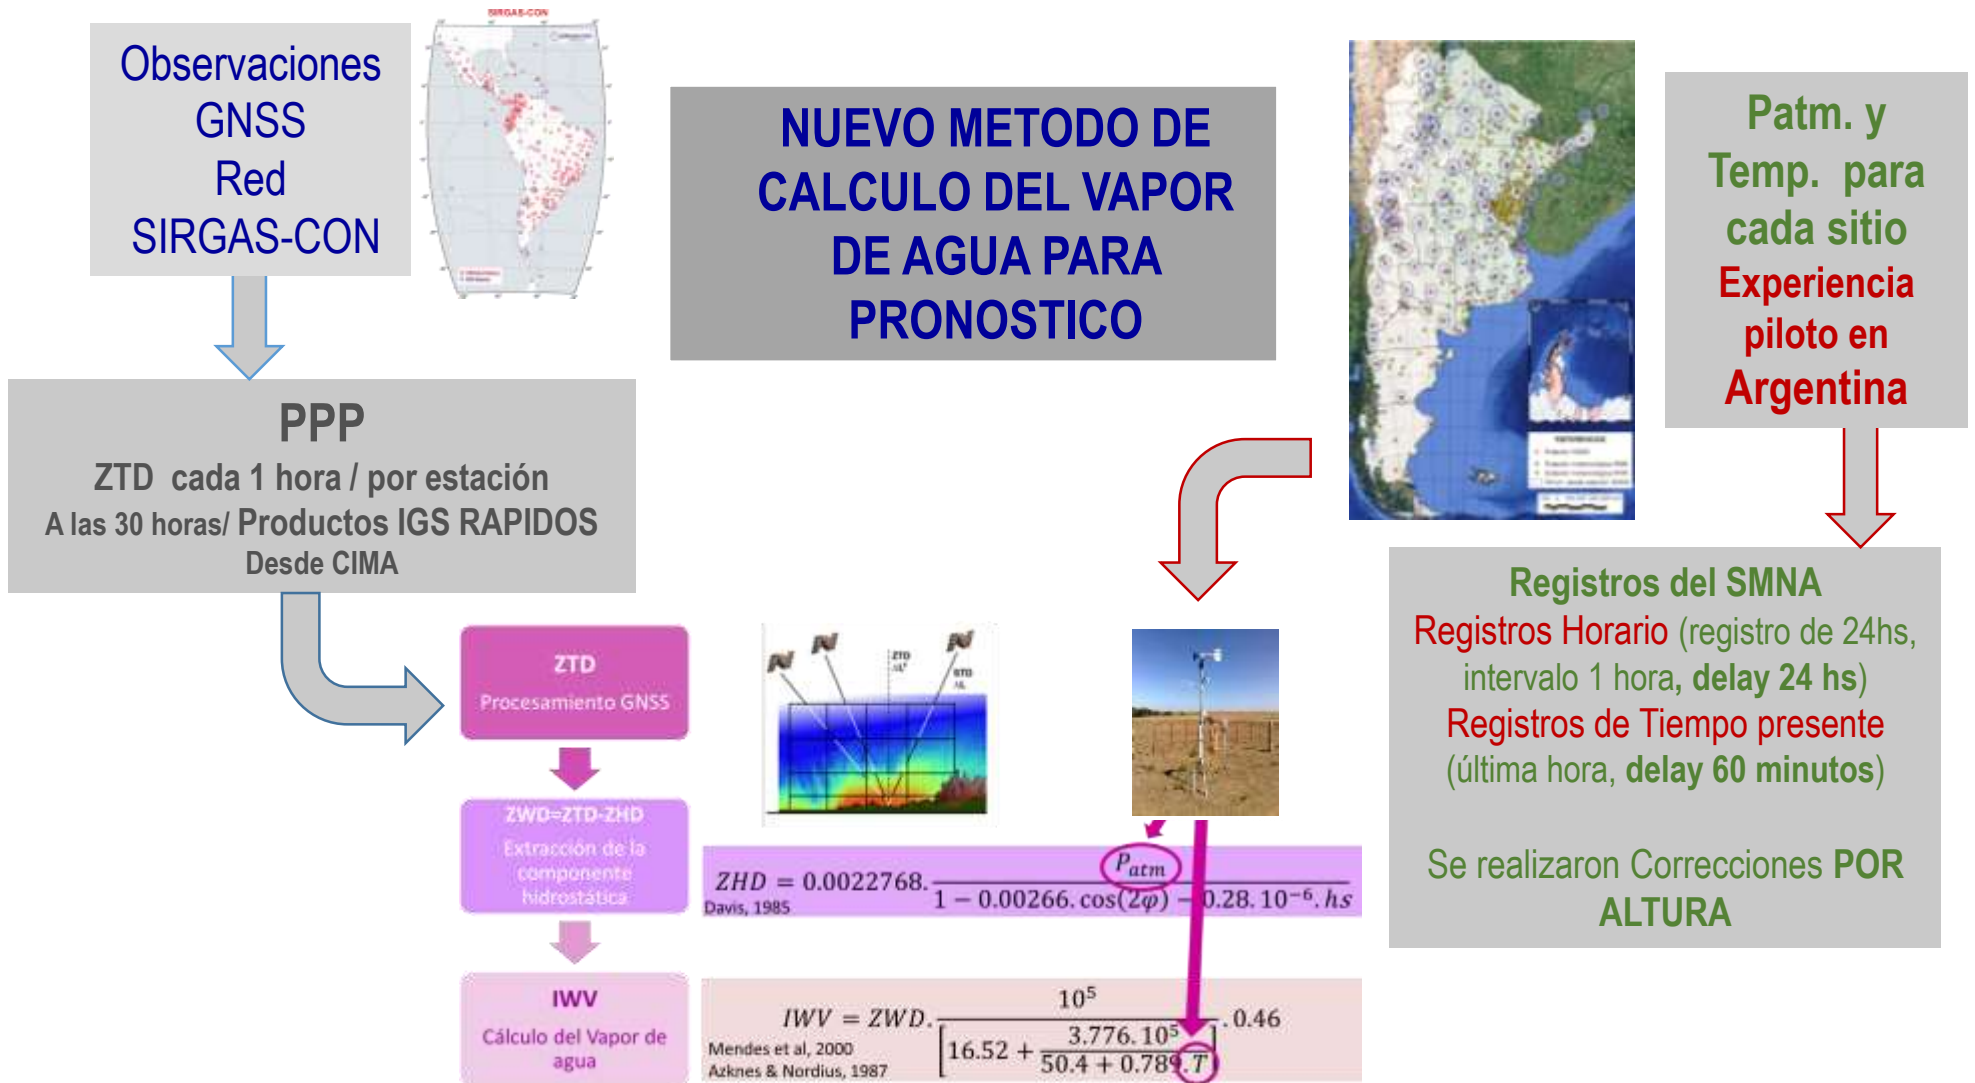 SIRGAS-CON
Observaciones
GNSS
Red
SIRGAS-CON
NUEVO METODO DE
CALCULO DEL VAPOR
DE AGUA PARA
PRONOSTICO
Patm. y
Temp. para
cada sitio
Experiencia
piloto en
Argentina
PPP
ZTD cada 1 hora / por estación
A las 30 horas/ Productos IGS RAPIDOS
Desde CIMA
Registros del SMNA
Registros Horario (registro de 24hs,
intervalo 1 hora, delay 24 hs)
Registros de Tiempo presente
(última hora, delay 60 minutos)
Se realizaron Correcciones POR
ALTURA
ZTD
Procesamiento GNSS
ZTD
STD
ZWD=ZTD-ZHD
Extracción de la
componente
hidrostática
ZHD = 0.0022768. P_atm / 1 − 0.00266. cos(2φ) − 0.28. 10⁻⁶. hs
Davis, 1985
IWV
Cálculo del Vapor de
agua
IWV = ZWD. 10⁵ / [16.52 + 3.776. 10⁵ / 50.4 + 0.789. T] . 0.46
Mendes et al, 2000
Azknes & Nordius, 1987